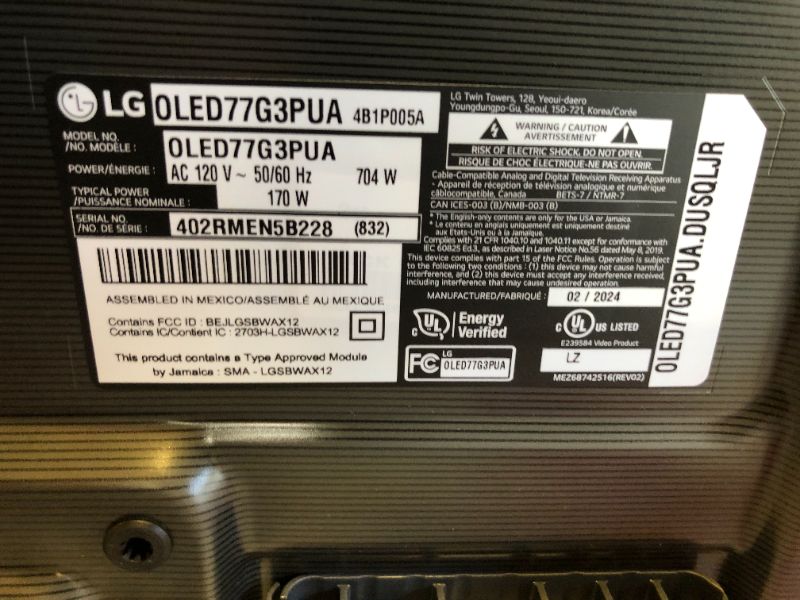 LG OLED77G3PUA 4B1P005A
MODEL NO.
/NO. MODÈLE : OLED77G3PUA
POWER/ÉNERGIE : AC 120 V ~ 50/60 Hz 704 W
TYPICAL POWER
/PUISSANCE NOMINALE : 170 W
SERIAL NO.
/NO. DE SÉRIE : 402RMEN5B228 (832)
ASSEMBLED IN MEXICO/ASSEMBLÉ AU MEXIQUE
Contains FCC ID : BEJLGSBWAX12
Contains IC/Contient IC : 2703H-LGSBWAX12
This product contains a Type Approved Module
by Jamaica : SMA - LGSBWAX12
LG Twin Towers, 128, Yeoui-daero
Youngdungpo-Gu, Seoul, 150-721, Korea/Corée
WARNING / CAUTION
AVERTISSEMENT
RISK OF ELECTRIC SHOCK, DO NOT OPEN.
RISQUE DE CHOC ÉLECTRIQUE-NE PAS OUVRIR.
Cable-Compatible Analog and Digital Television Receiving Apparatus
- Appareil de réception de télévision analogique et numérique
câblocompatible, Canada BETS-7 / NTMR-7
CAN ICES-003 (B)/NMB-003 (B)
* The English-only contents are only for the USA or Jamaica.
* Le contenu en anglais uniquement est uniquement destiné
aux États-Unis ou à la Jamaïque.
Complies with 21 CFR 1040.10 and 1040.11 except for conformance with
IEC 60825 Ed.3., as described in Laser Notice No.56 dated May 8, 2019.
This device complies with part 15 of the FCC Rules. Operation is subject
to the following two conditions : (1) this device may not cause harmful
interference, and (2) this device must accept any interference received,
including interference that may cause undesired operation.
MANUFACTURED/FABRIQUÉ : 02 / 2024
C UL Energy
Verified
C UL US LISTED
E239584 Video Product
FC LG
OLED77G3PUA
LZ
MEZ68742516(REV02)
OLED77G3PUA.DUSQLJR